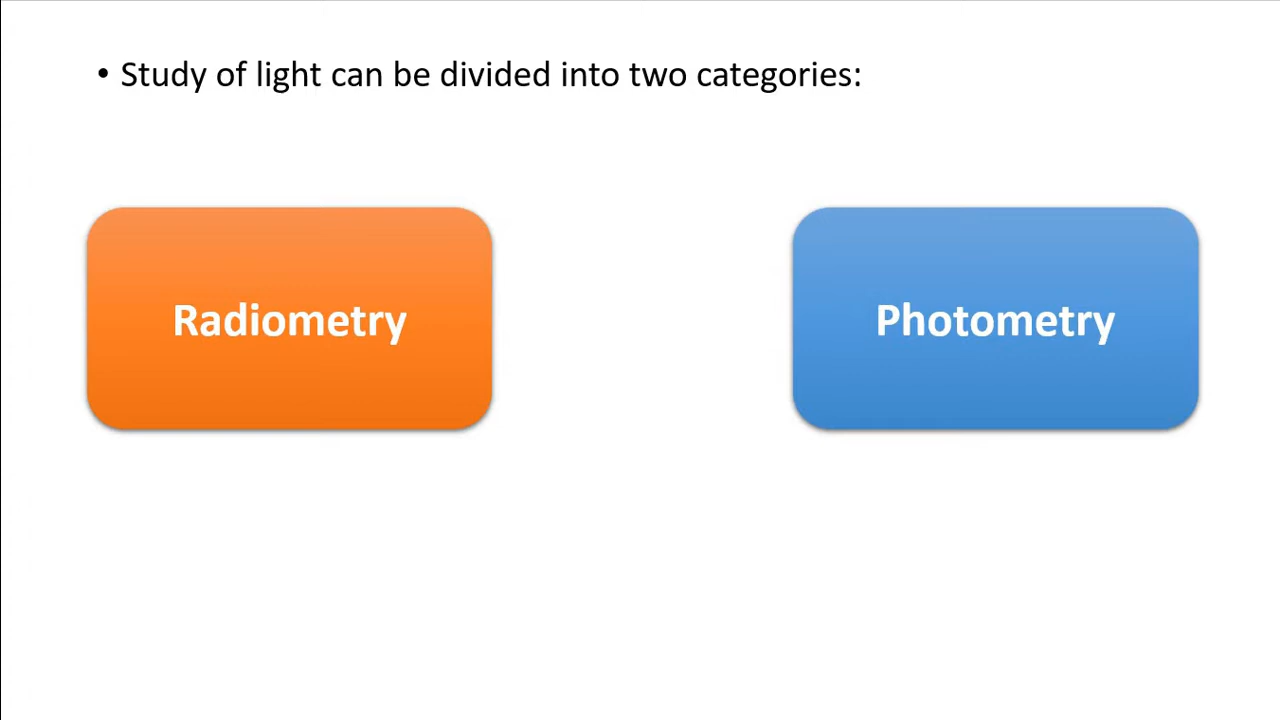 • Study of light can be divided into two categories:
Radiometry
Photometry